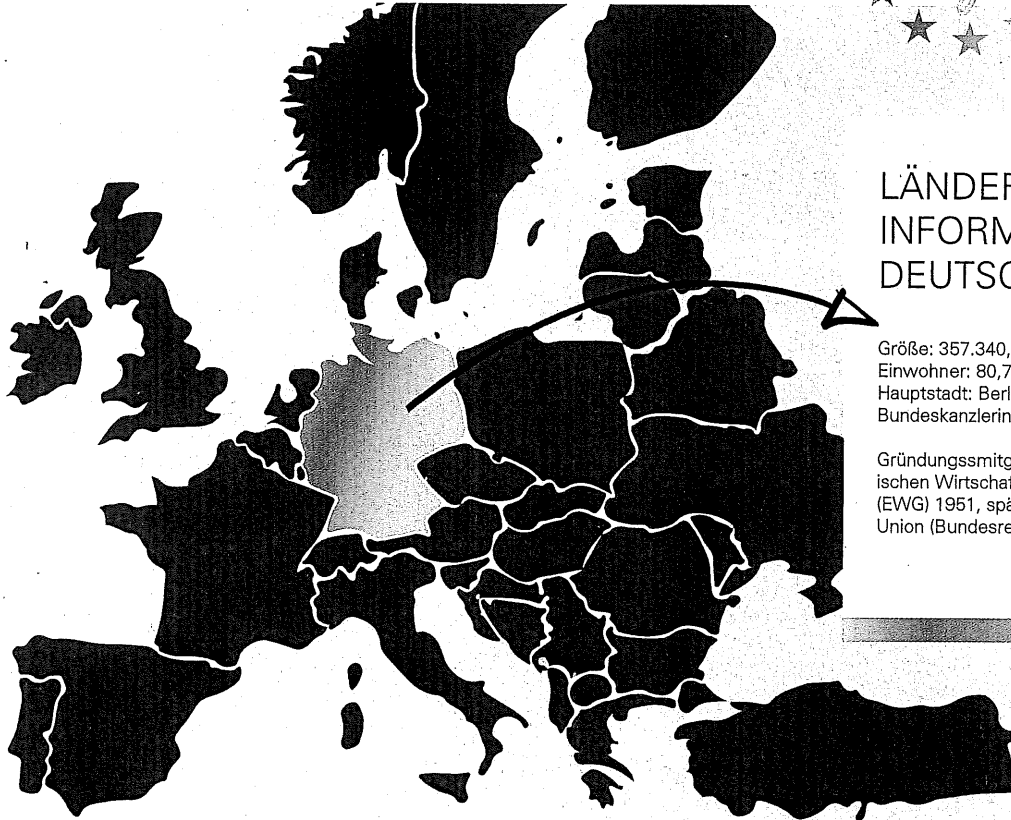 LÄNDER
INFORM
DEUTSC
Größe: 357.340,
Einwohner: 80,7
Hauptstadt: Berl
Bundeskanzlerin
Gründungssmitg
ischen Wirtschaf
(EWG) 1951, spä
Union (Bundesre